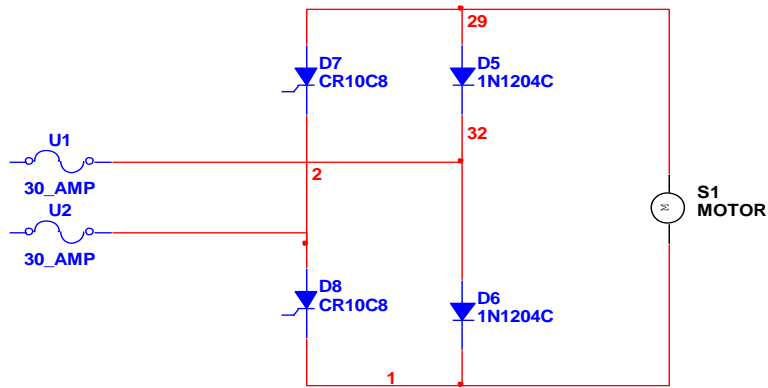 29
D7
CR10C8
D5
1N1204C
U1
32
2
30_AMP
S1
MOTOR
M
U2
30_AMP
D8
CR10C8
D6
1N1204C
1